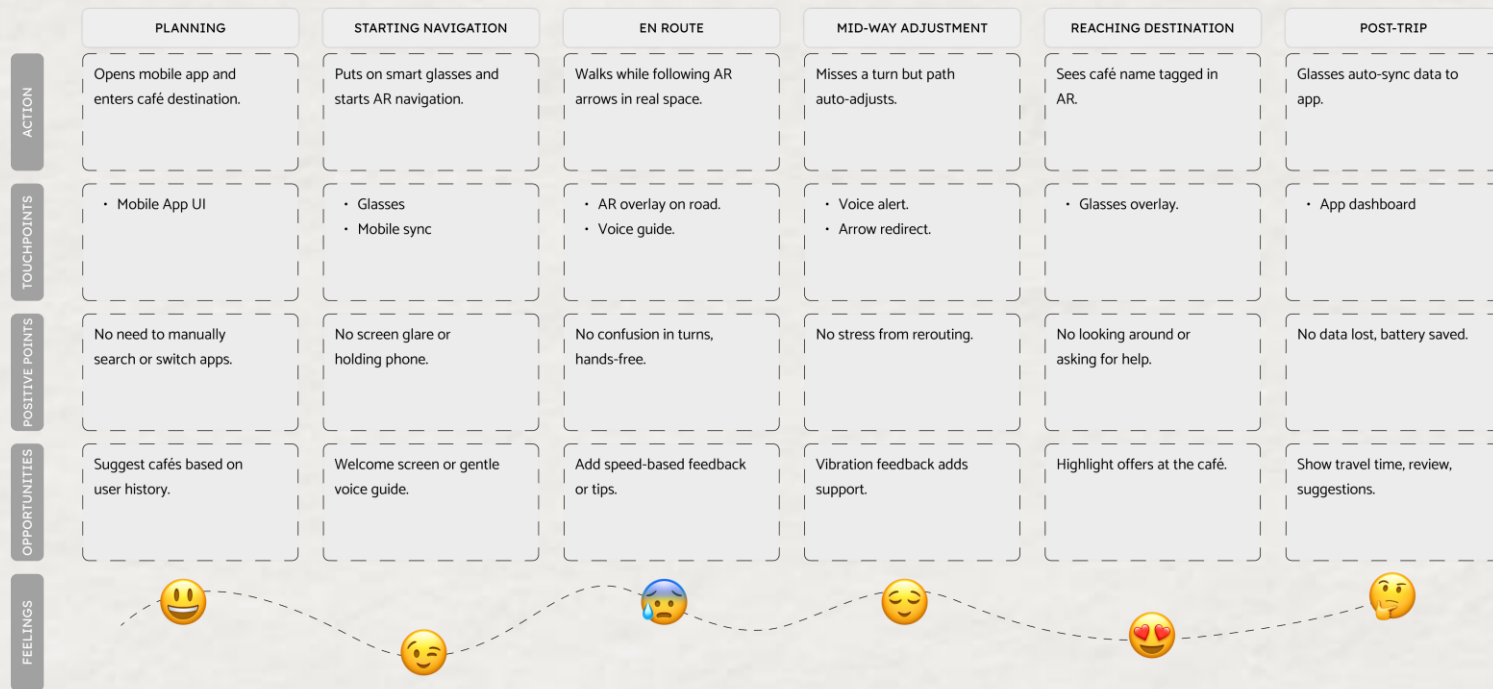 PLANNING
STARTING NAVIGATION
EN ROUTE
MID-WAY ADJUSTMENT
REACHING DESTINATION
POST-TRIP
ACTION
Opens mobile app and
enters café destination.
Puts on smart glasses and
starts AR navigation.
Walks while following AR
arrows in real space.
Misses a turn but path
auto-adjusts.
Sees café name tagged in
AR.
Glasses auto-sync data to
app.
TOUCHPOINTS
• Mobile App UI
• Glasses
• Mobile sync
• AR overlay on road.
• Voice guide.
• Voice alert.
• Arrow redirect.
• Glasses overlay.
• App dashboard
POSITIVE POINTS
No need to manually
search or switch apps.
No screen glare or
holding phone.
No confusion in turns,
hands-free.
No stress from rerouting.
No looking around or
asking for help.
No data lost, battery saved.
OPPORTUNITIES
Suggest cafés based on
user history.
Welcome screen or gentle
voice guide.
Add speed-based feedback
or tips.
Vibration feedback adds
support.
Highlight offers at the café.
Show travel time, review,
suggestions.
FEELINGS